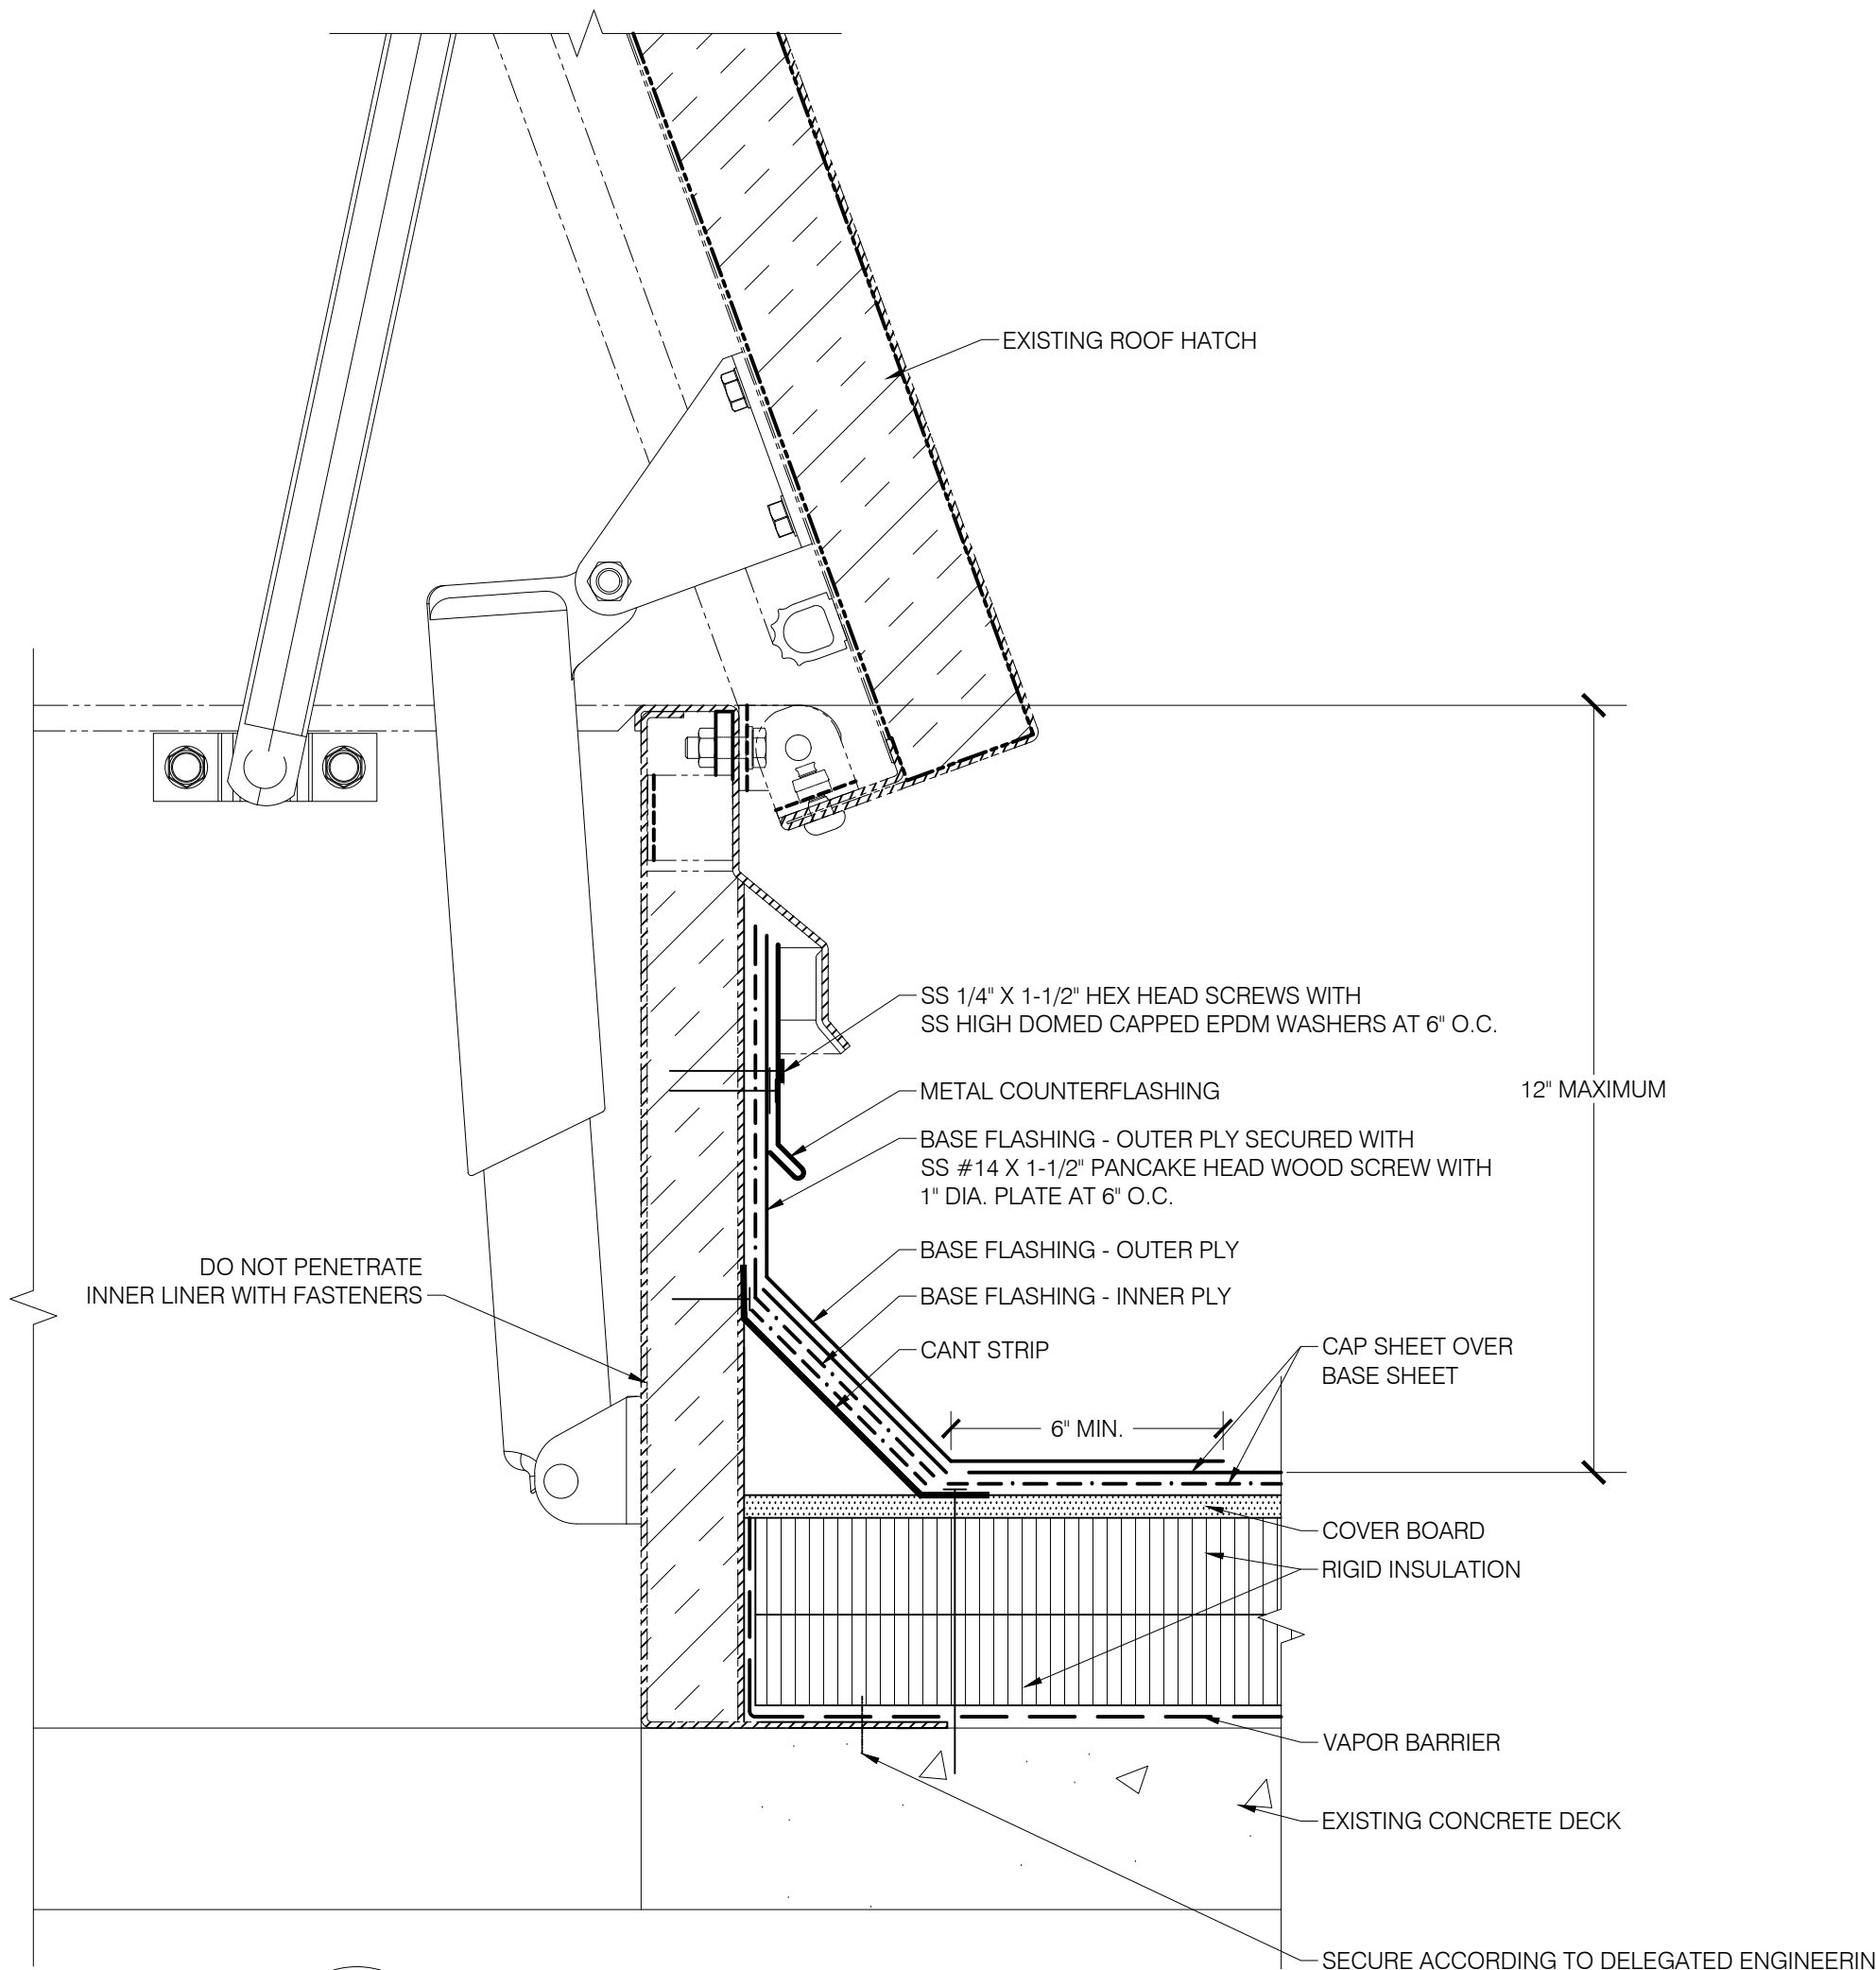 EXISTING ROOF HATCH
SS 1/4" X 1-1/2" HEX HEAD SCREWS WITH
SS HIGH DOMED CAPPED EPDM WASHERS AT 6" O.C.
METAL COUNTERFLASHING
12" MAXIMUM
BASE FLASHING - OUTER PLY SECURED WITH
SS #14 X 1-1/2" PANCAKE HEAD WOOD SCREW WITH
1" DIA. PLATE AT 6" O.C.
BASE FLASHING - OUTER PLY
DO NOT PENETRATE
INNER LINER WITH FASTENERS
BASE FLASHING - INNER PLY
CANT STRIP
CAP SHEET OVER
BASE SHEET
6" MIN.
COVER BOARD
RIGID INSULATION
VAPOR BARRIER
EXISTING CONCRETE DECK
SECURE ACCORDING TO DELEGATED ENGINEERIN